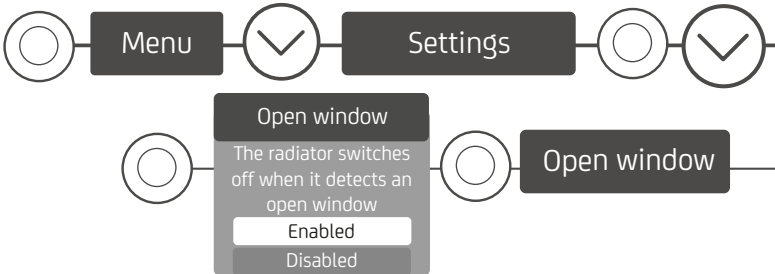 Menu
Settings
Open window
The radiator switches
off when it detects an
open window
Enabled
Disabled
Open window